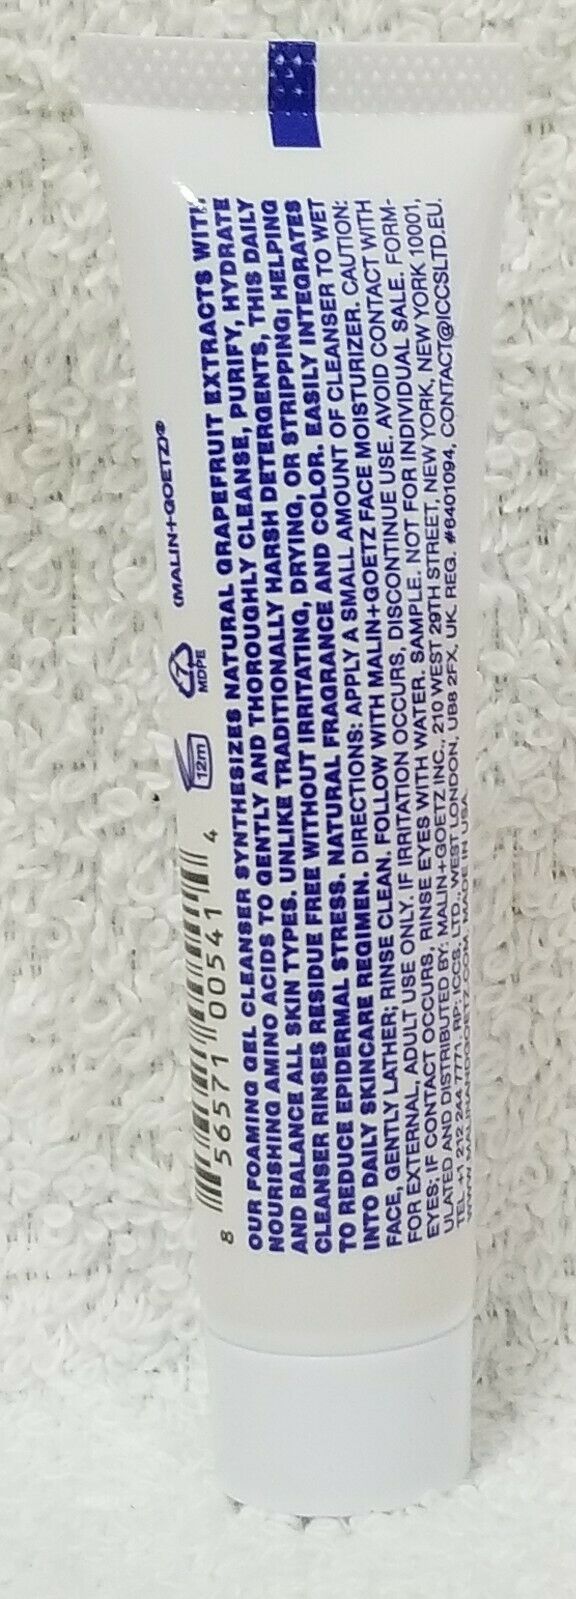 (MALIN+GOETZ)®
7
MDPE
12m
8 56571 00541 4
OUR FOAMING GEL CLEANSER SYNTHESIZES NATURAL GRAPEFRUIT EXTRACTS WITH
NOURISHING AMINO ACIDS TO GENTLY AND THOROUGHLY CLEANSE, PURIFY, HYDRATE
AND BALANCE ALL SKIN TYPES. UNLIKE TRADITIONALLY HARSH DETERGENTS, THIS DAILY
CLEANSER RINSES RESIDUE FREE WITHOUT IRRITATING, DRYING, OR STRIPPING; HELPING
TO REDUCE EPIDERMAL STRESS. NATURAL FRAGRANCE AND COLOR. EASILY INTEGRATES
INTO DAILY SKINCARE REGIMEN. DIRECTIONS: APPLY A SMALL AMOUNT OF CLEANSER TO WET
FACE, GENTLY LATHER; RINSE CLEAN. FOLLOW WITH MALIN+GOETZ FACE MOISTURIZER. CAUTION:
FOR EXTERNAL, ADULT USE ONLY. IF IRRITATION OCCURS, DISCONTINUE USE. AVOID CONTACT WITH
EYES; IF CONTACT OCCURS, RINSE EYES WITH WATER. SAMPLE. NOT FOR INDIVIDUAL SALE. FORM-
ULATED AND DISTRIBUTED BY: MALIN+GOETZ INC., 210 WEST 29TH STREET, NEW YORK, NEW YORK 10001,
TEL +1 212 244 7771. RP: ICCS, LTD., WEST LONDON, UB8 2FX, UK. REG. #6401094, CONTACT@ICCSLTD.EU.
WWW.MALINANDGOETZ.COM. MADE IN USA